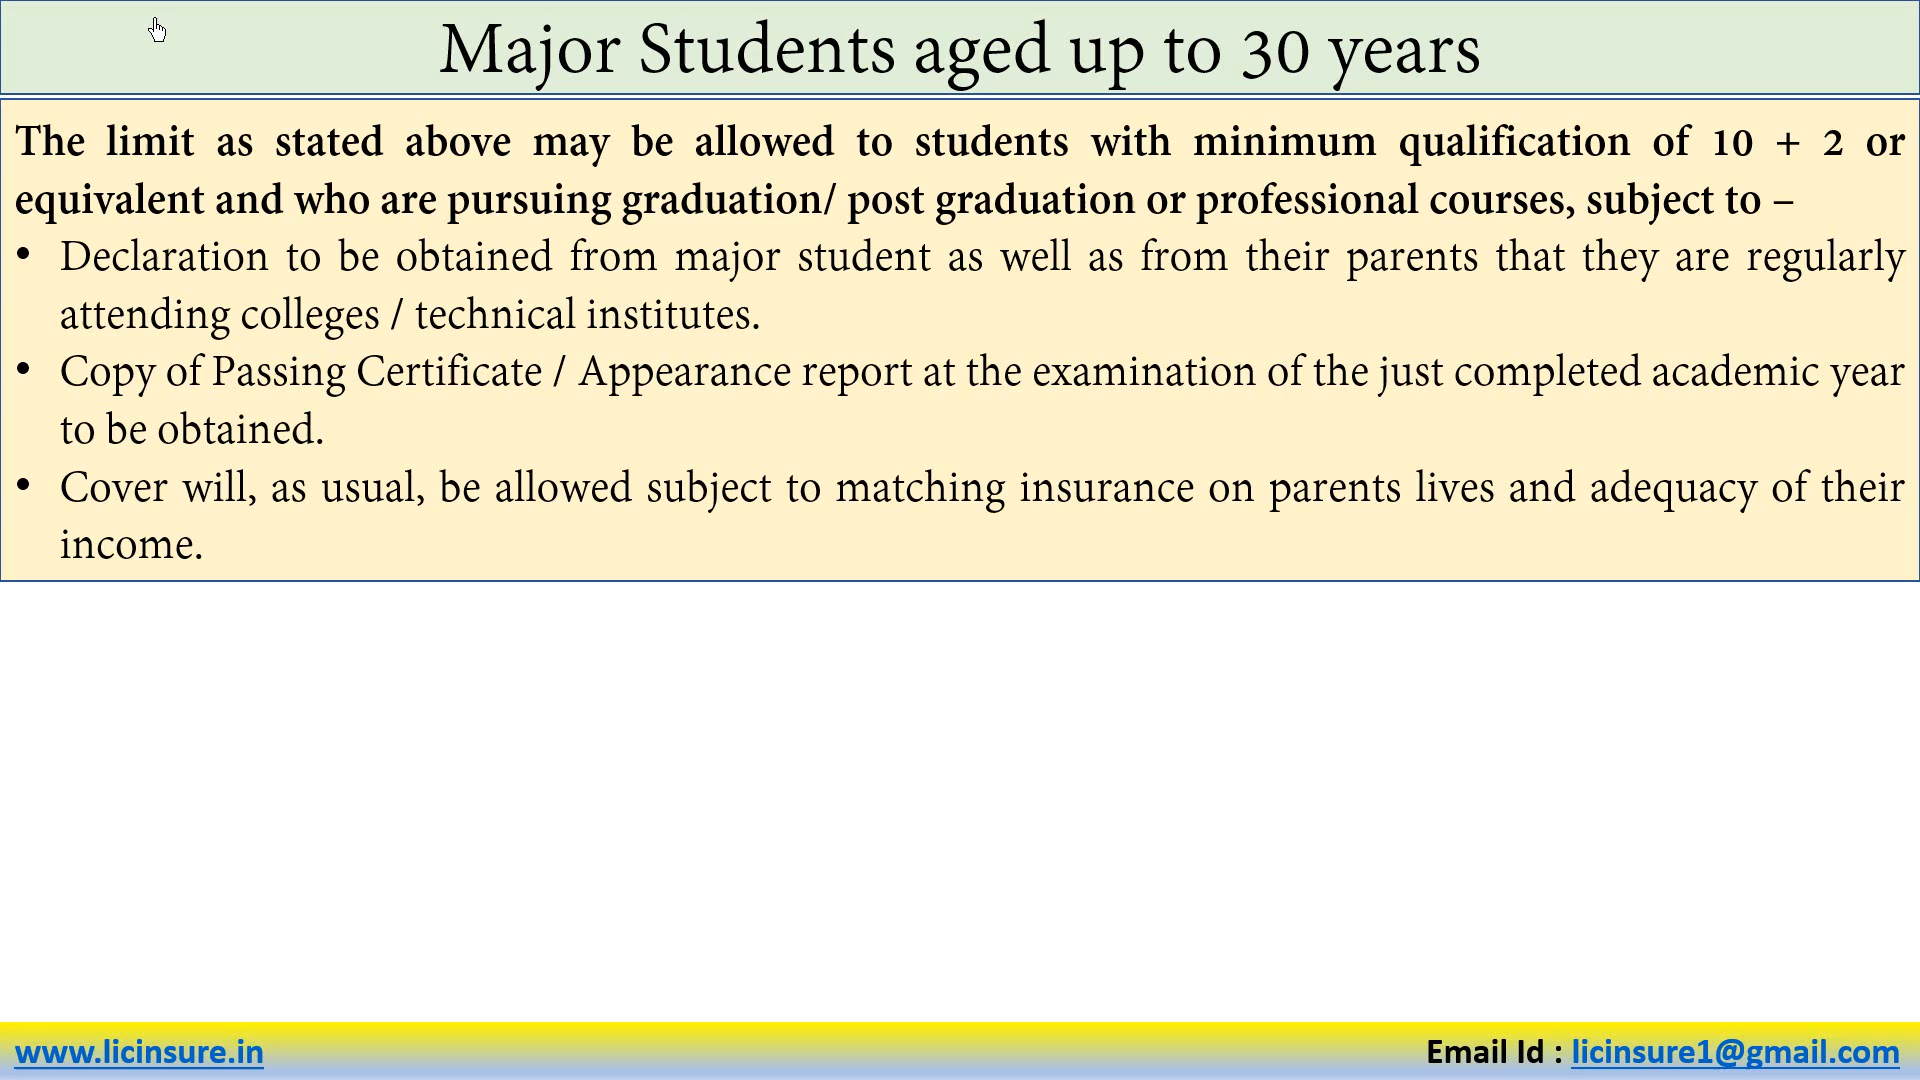 Major Students aged up to 30 years
The limit as stated above may be allowed to students with minimum qualification of 10 + 2 or
equivalent and who are pursuing graduation/ post graduation or professional courses, subject to –
• Declaration to be obtained from major student as well as from their parents that they are regularly
attending colleges / technical institutes.
• Copy of Passing Certificate / Appearance report at the examination of the just completed academic year
to be obtained.
• Cover will, as usual, be allowed subject to matching insurance on parents lives and adequacy of their
income.
www.licinsure.in Email Id : licinsure1@gmail.com